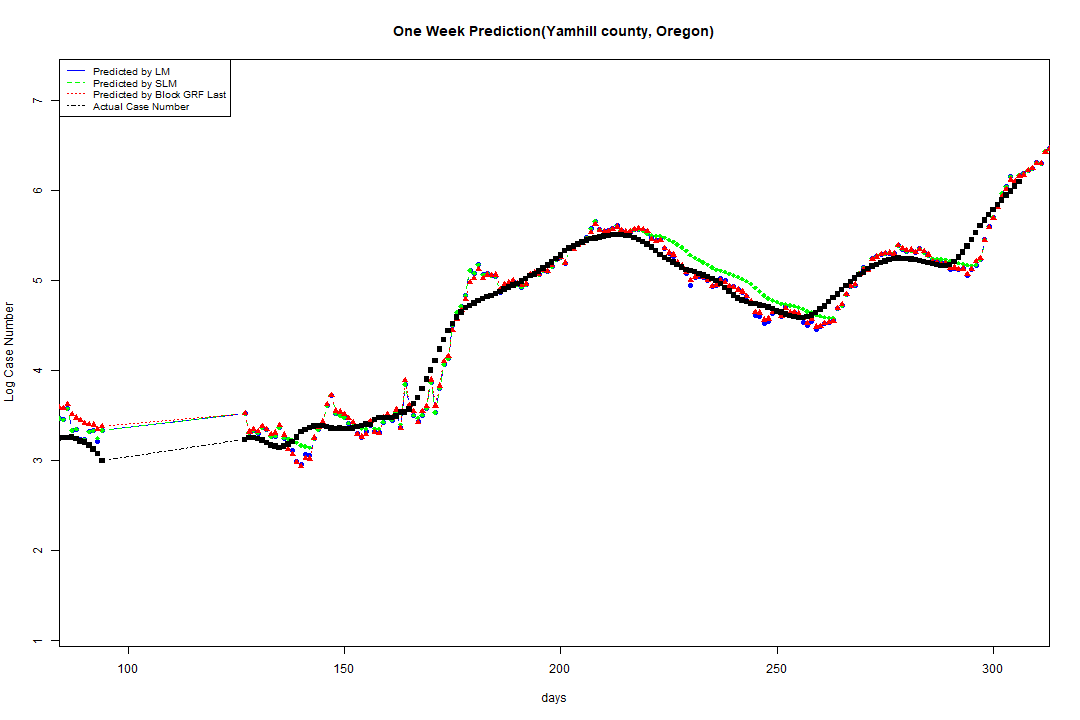 One Week Prediction(Yamhill county, Oregon)
Predicted by LM
Predicted by SLM
Predicted by Block GRF Last
Actual Case Number
7
6
5
4
3
2
1
Log Case Number
100 150 200 250 300
days